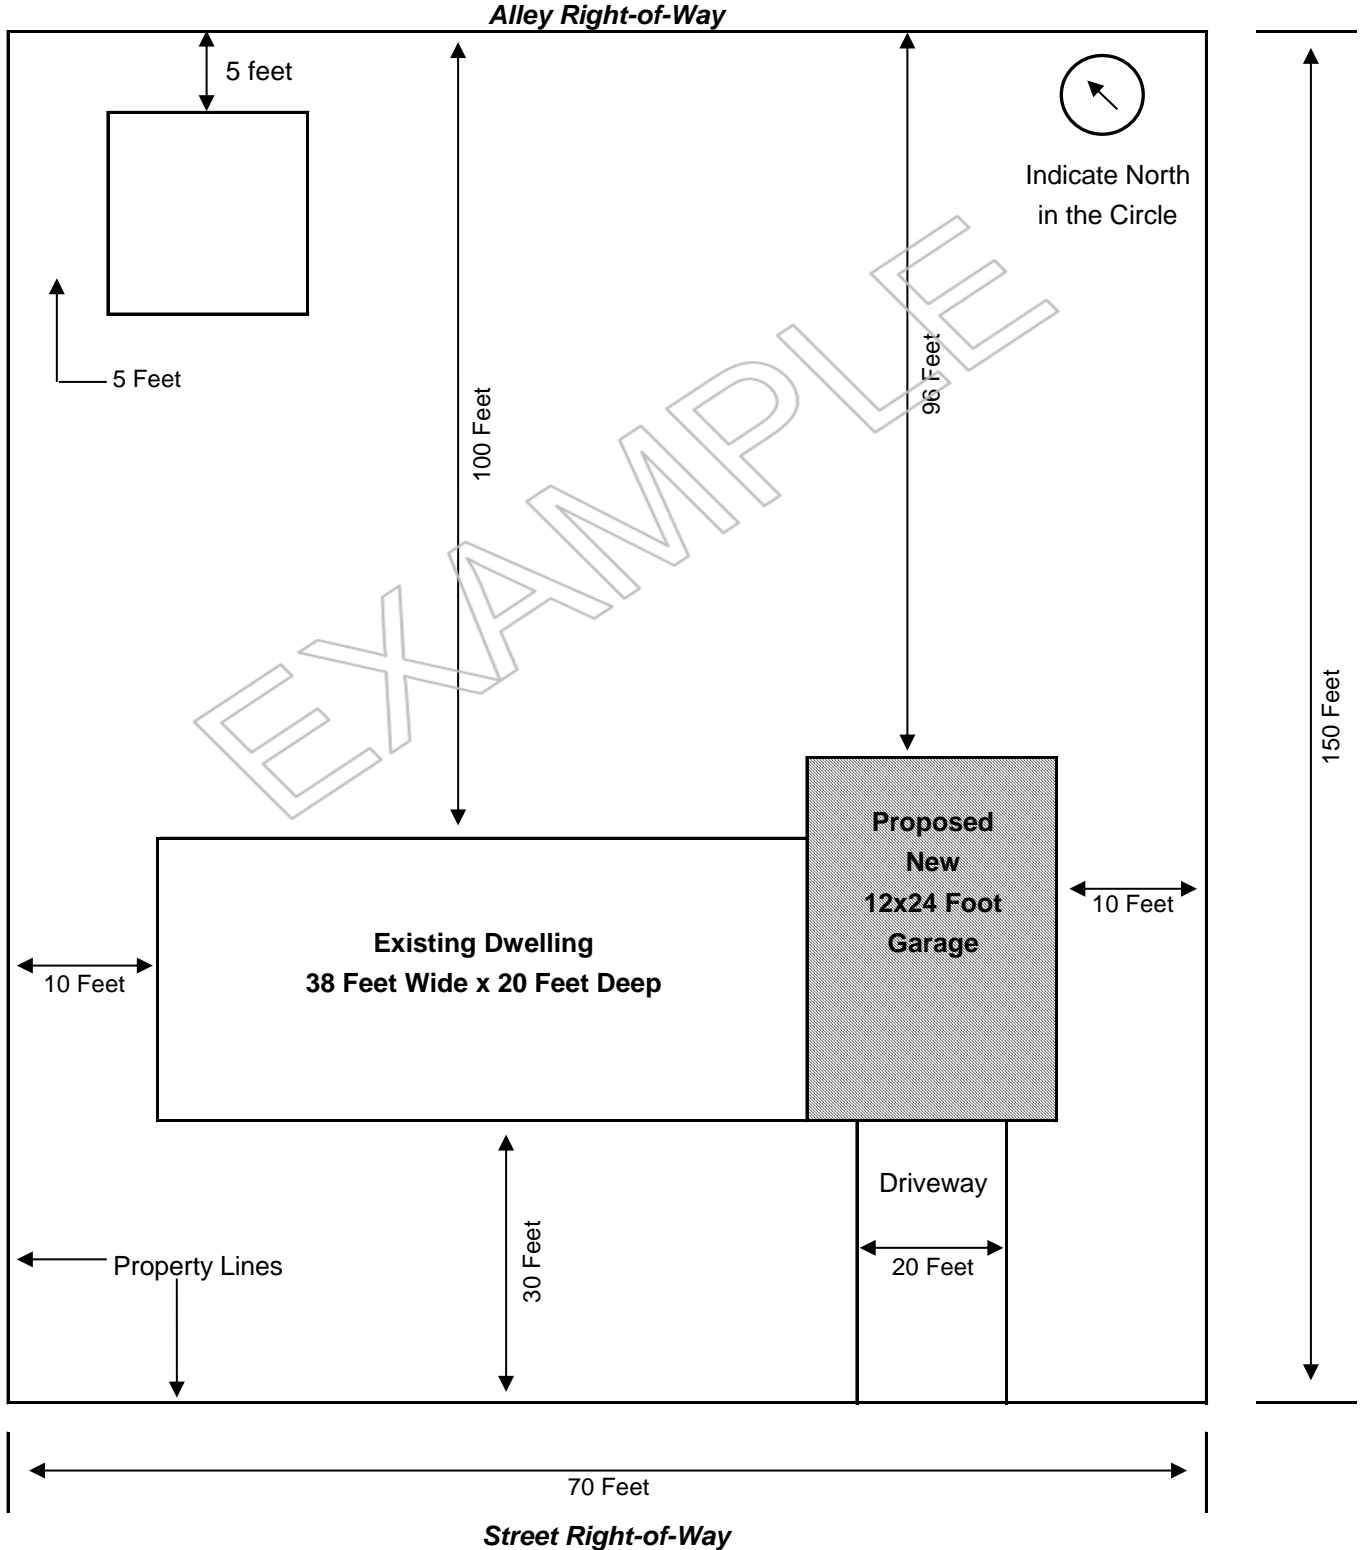 Alley Right-of-Way
5 feet
Indicate North
in the Circle
5 Feet
100 Feet
96 Feet
EXAMPLE
150 Feet
Proposed
New
12x24 Foot
Garage
10 Feet
Existing Dwelling
38 Feet Wide x 20 Feet Deep
10 Feet
Driveway
30 Feet
20 Feet
Property Lines
70 Feet
Street Right-of-Way